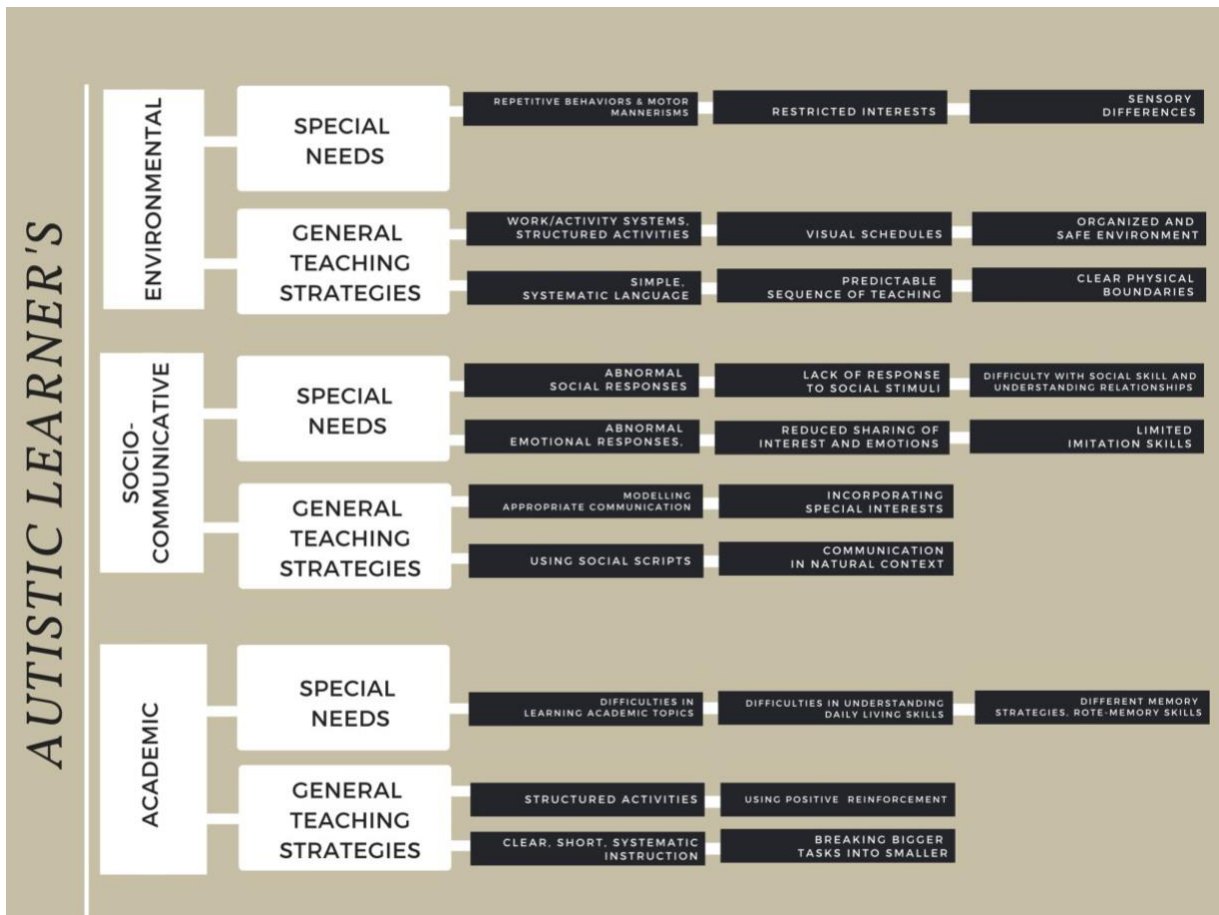 AUTISTIC LEARNER'S
ENVIRONMENTAL
SPECIAL
NEEDS
REPETITIVE BEHAVIORS & MOTOR
MANNERISMS
RESTRICTED INTERESTS
SENSORY
DIFFERENCES
GENERAL
TEACHING
STRATEGIES
WORK/ACTIVITY SYSTEMS,
STRUCTURED ACTIVITIES
VISUAL SCHEDULES
ORGANIZED AND
SAFE ENVIRONMENT
SIMPLE,
SYSTEMATIC LANGUAGE
PREDICTABLE
SEQUENCE OF TEACHING
CLEAR PHYSICAL
BOUNDARIES
SOCIO-
COMMUNICATIVE
SPECIAL
NEEDS
ABNORMAL
SOCIAL RESPONSES
LACK OF RESPONSE
TO SOCIAL STIMULI
DIFFICULTY WITH SOCIAL SKILL AND
UNDERSTANDING RELATIONSHIPS
ABNORMAL
EMOTIONAL RESPONSES,
REDUCED SHARING OF
INTEREST AND EMOTIONS
LIMITED
IMITATION SKILLS
GENERAL
TEACHING
STRATEGIES
MODELLING
APPROPRIATE COMMUNICATION
INCORPORATING
SPECIAL INTERESTS
USING SOCIAL SCRIPTS
COMMUNICATION
IN NATURAL CONTEXT
ACADEMIC
SPECIAL
NEEDS
DIFFICULTIES IN
LEARNING ACADEMIC TOPICS
DIFFICULTIES IN UNDERSTANDING
DAILY LIVING SKILLS
DIFFERENT MEMORY
STRATEGIES, ROTE-MEMORY SKILLS
GENERAL
TEACHING
STRATEGIES
STRUCTURED ACTIVITIES
USING POSITIVE REINFORCEMENT
CLEAR, SHORT, SYSTEMATIC
INSTRUCTION
BREAKING BIGGER
TASKS INTO SMALLER